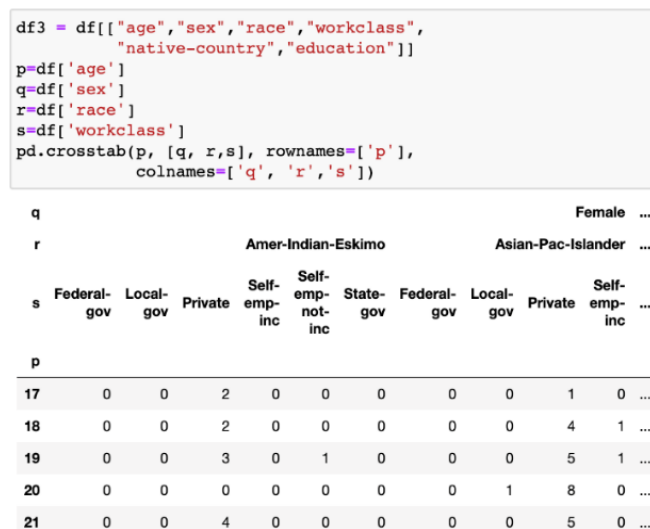 df3 = df[["age","sex","race","workclass",
"native-country","education"]]
p=df['age']
q=df['sex']
r=df['race']
s=df['workclass']
pd.crosstab(p, [q, r,s], rownames=['p'],
colnames=['q', 'r','s'])
q Female ...
r Amer-Indian-Eskimo Asian-Pac-Islander ...
s Federal-gov Local-gov Private Self-emp-inc Self-emp-not-inc State-gov Federal-gov Local-gov Private Self-emp-inc ...
p
17 0 0 2 0 0 0 0 0 1 0 ...
18 0 0 2 0 0 0 0 0 4 1 ...
19 0 0 3 0 1 0 0 0 5 1 ...
20 0 0 0 0 0 0 0 1 8 0 ...
21 0 0 4 0 0 0 0 0 5 0 ...